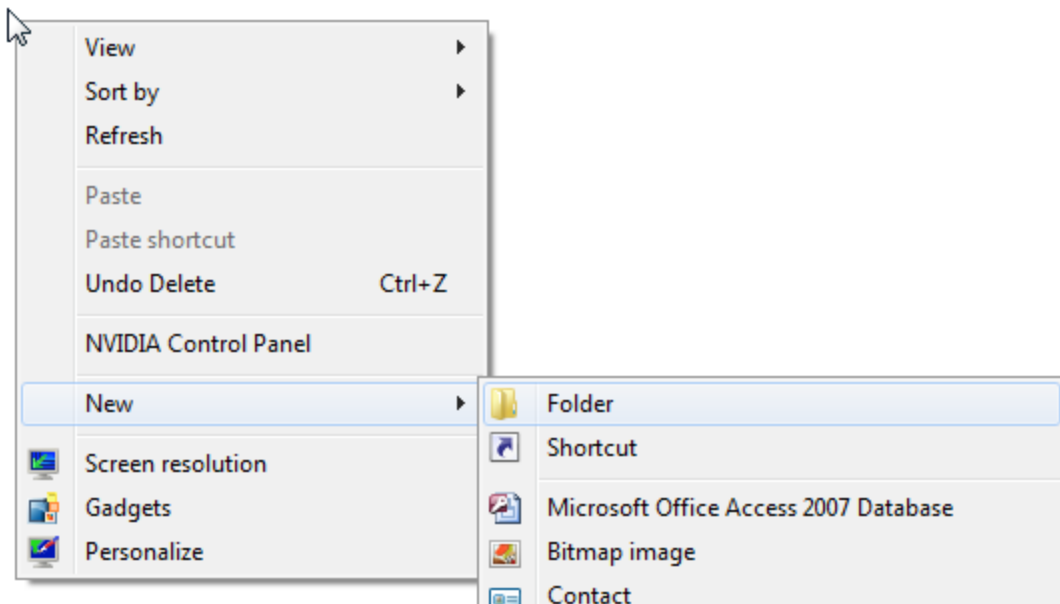 View
Sort by
Refresh
Paste
Paste shortcut
Undo Delete Ctrl+Z
NVIDIA Control Panel
New
Screen resolution
Gadgets
Personalize
Folder
Shortcut
Microsoft Office Access 2007 Database
Bitmap image
Contact